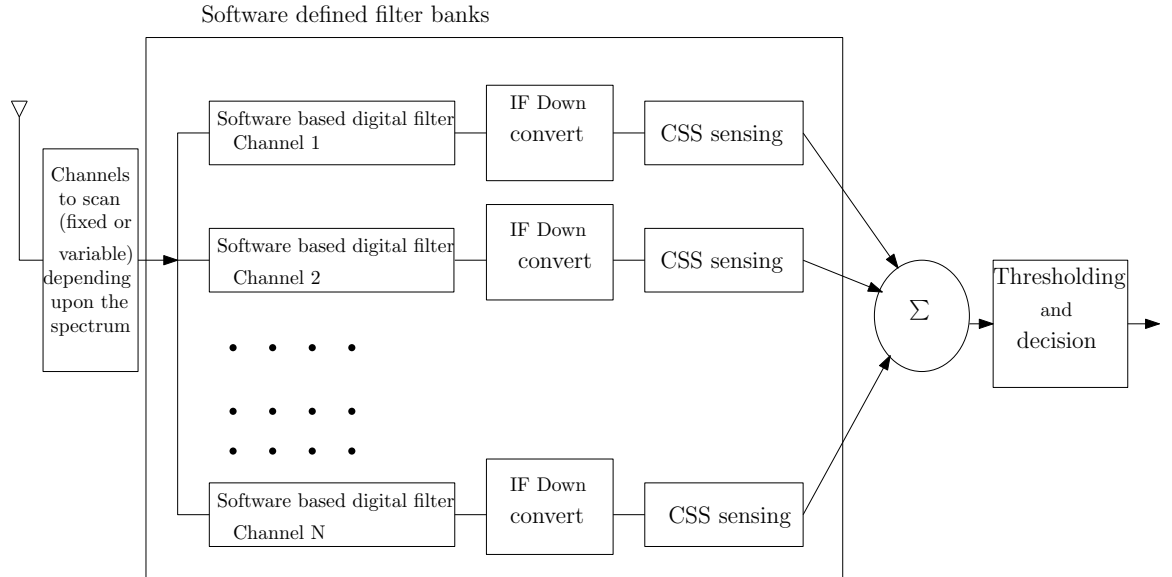 Software defined filter banks
Channels
to scan
(fixed or
variable)
depending
upon the
spectrum
Software based digital filter
Channel 1
IF Down
convert
CSS sensing
Software based digital filter
Channel 2
IF Down
convert
CSS sensing
Software based digital filter
Channel N
IF Down
convert
CSS sensing
Σ
Thresholding
and
decision